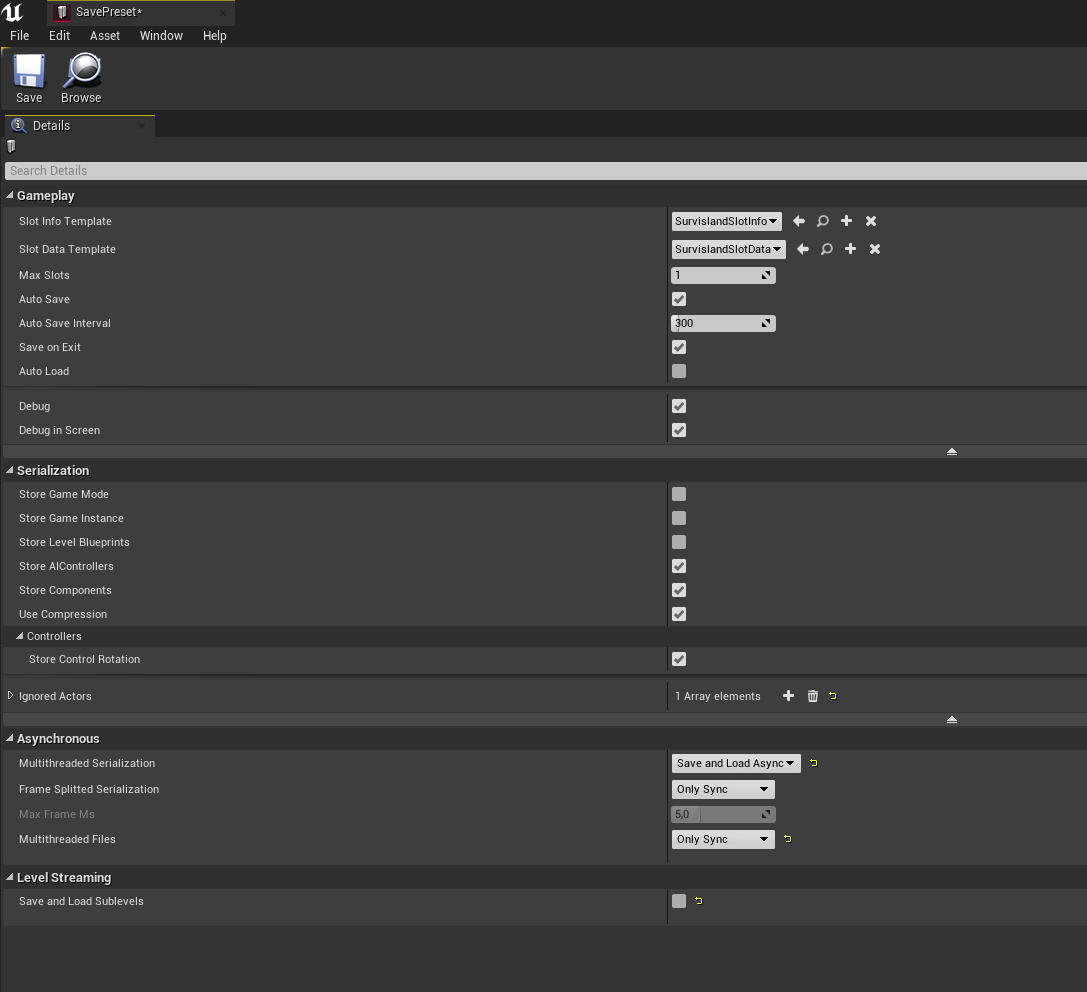 SavePreset*
File Edit Asset Window Help
Save Browse
Details
Search Details
Gameplay
Slot Info Template SurvislandSlotInfo
Slot Data Template SurvislandSlotData
Max Slots 1
Auto Save
Auto Save Interval 300
Save on Exit
Auto Load
Debug
Debug in Screen
Serialization
Store Game Mode
Store Game Instance
Store Level Blueprints
Store AIControllers
Store Components
Use Compression
Controllers
Store Control Rotation
Ignored Actors 1 Array elements
Asynchronous
Multithreaded Serialization Save and Load Async
Frame Splitted Serialization Only Sync
Max Frame Ms 5,0
Multithreaded Files Only Sync
Level Streaming
Save and Load Sublevels